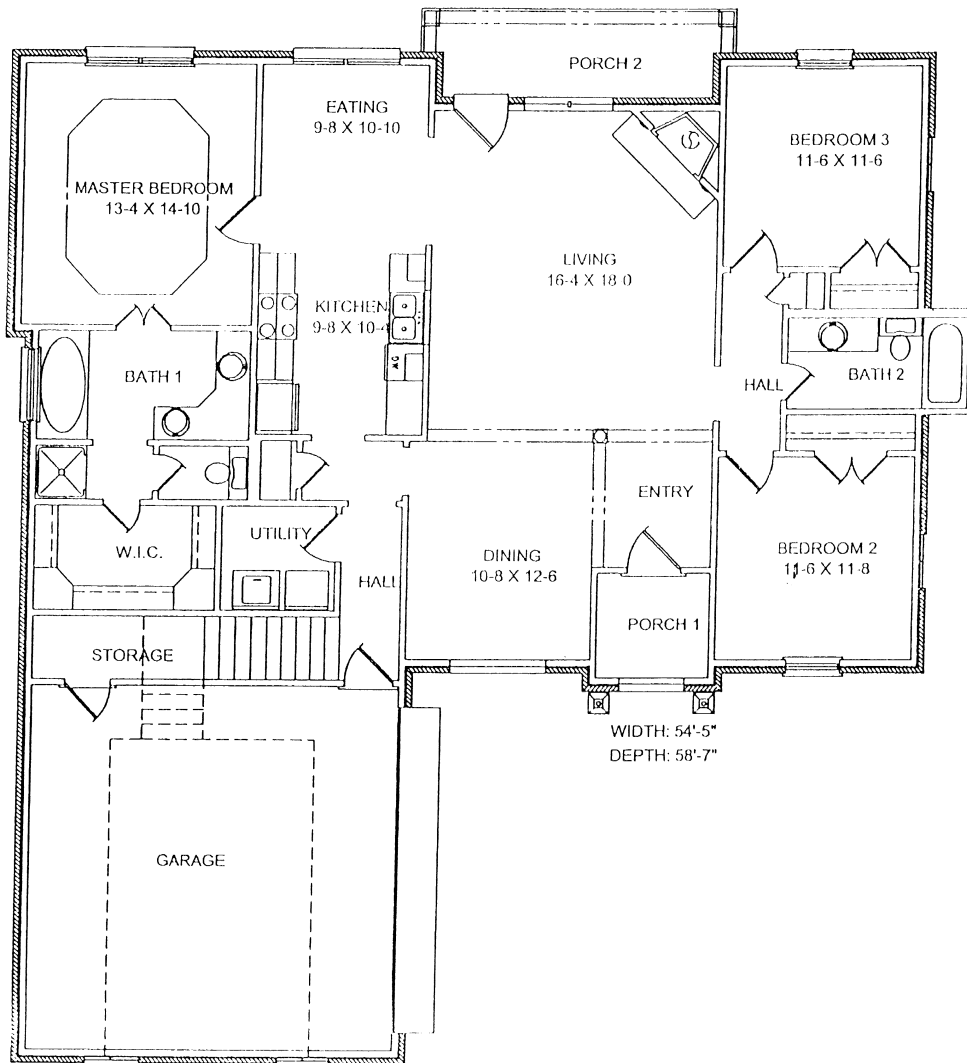 PORCH 2
EATING
9-8 X 10-10
BEDROOM 3
11-6 X 11-6
MASTER BEDROOM
13-4 X 14-10
LIVING
16-4 X 18 0
KITCHEN
9-8 X 10-4
BATH 1
HALL
BATH 2
ENTRY
UTILITY
W.I.C.
DINING
10-8 X 12-6
BEDROOM 2
11-6 X 11-8
HALL
PORCH 1
STORAGE
WIDTH: 54'-5"
DEPTH: 58'-7"
GARAGE